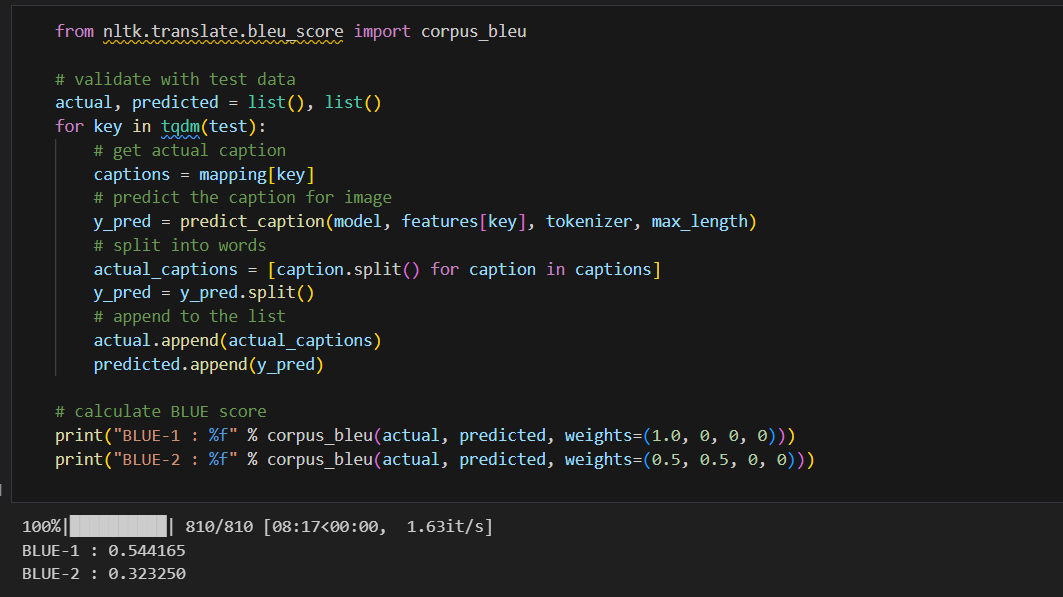 from nltk.translate.bleu_score import corpus_bleu
# validate with test data
actual, predicted = list(), list()
for key in tqdm(test):
    # get actual caption
    captions = mapping[key]
    # predict the caption for image
    y_pred = predict_caption(model, features[key], tokenizer, max_length)
    # split into words
    actual_captions = [caption.split() for caption in captions]
    y_pred = y_pred.split()
    # append to the list
    actual.append(actual_captions)
    predicted.append(y_pred)
# calculate BLUE score
print("BLUE-1 : %f" % corpus_bleu(actual, predicted, weights=(1.0, 0, 0, 0)))
print("BLUE-2 : %f" % corpus_bleu(actual, predicted, weights=(0.5, 0.5, 0, 0)))
100%|██████████| 810/810 [08:17<00:00,  1.63it/s]
BLUE-1 : 0.544165
BLUE-2 : 0.323250